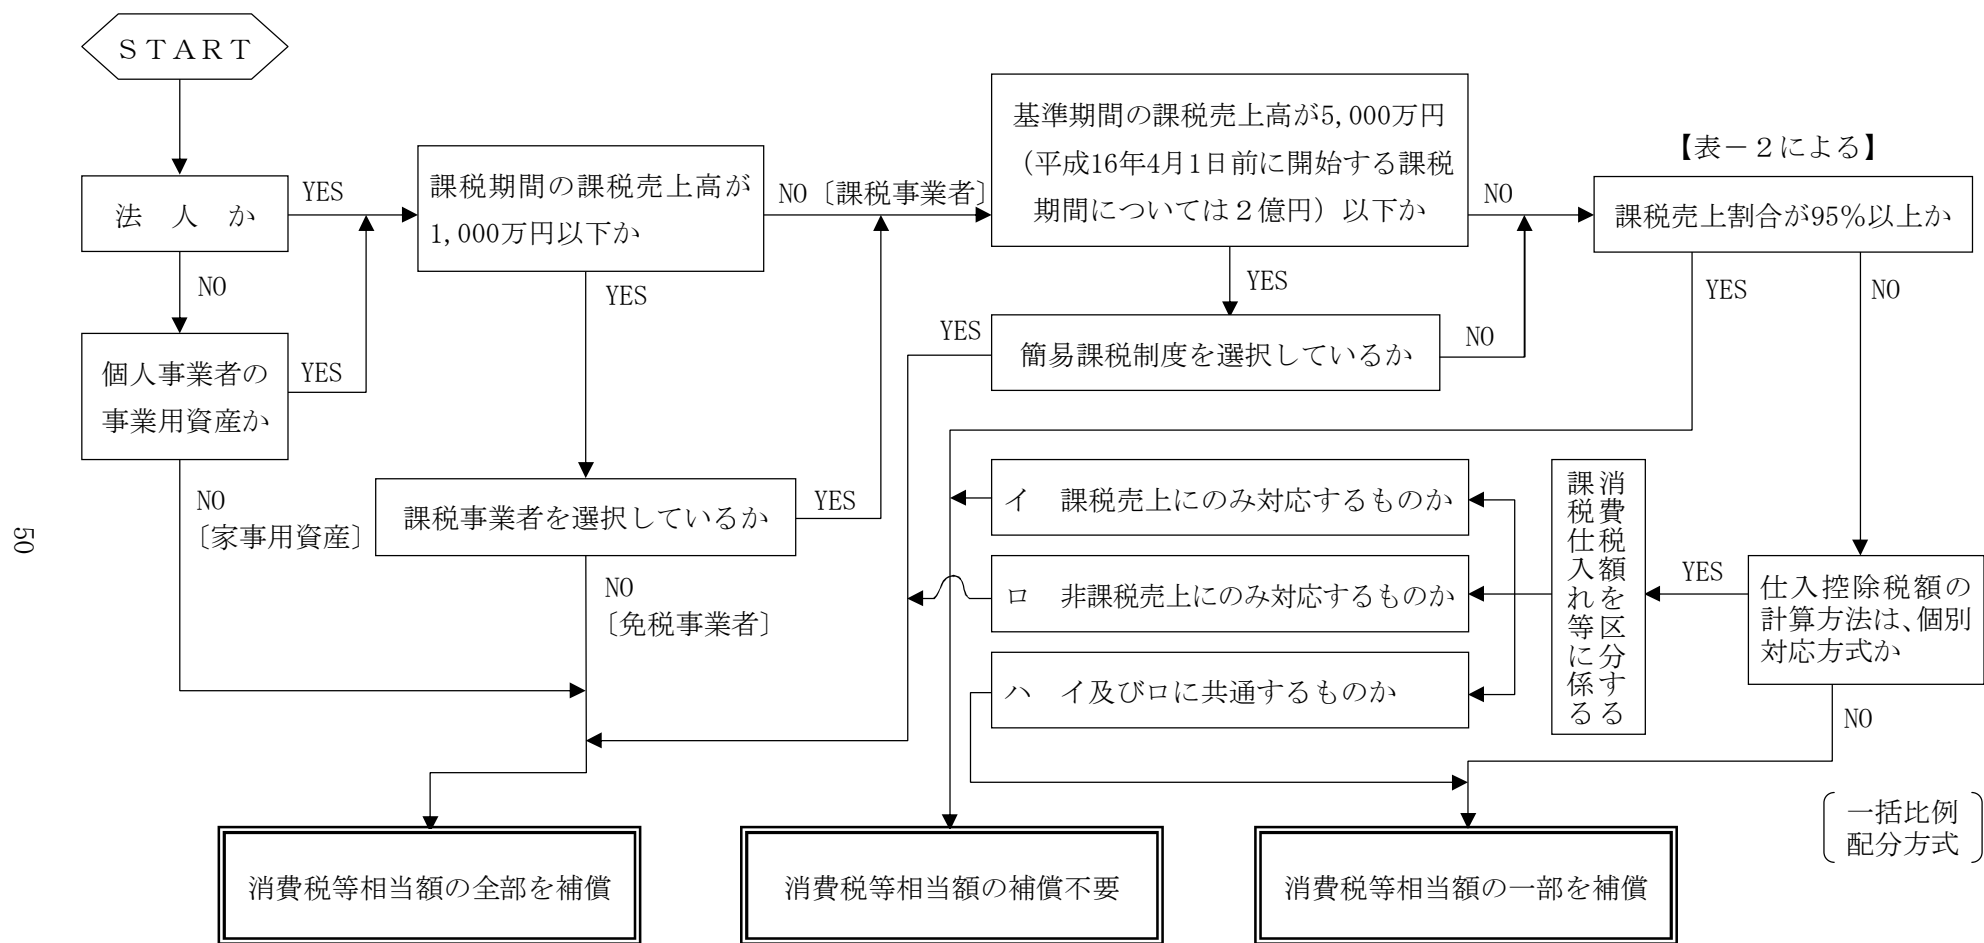 ＳＴＡＲＴ
法　人　か
YES
NO
個人事業者の
事業用資産か
YES
NO
〔家事用資産〕
課税期間の課税売上高が
1,000万円以下か
NO〔課税事業者〕
YES
課税事業者を選択しているか
YES
NO
〔免税事業者〕
基準期間の課税売上高が5,000万円
（平成16年4月1日前に開始する課税
期間については２億円）以下か
NO
YES
簡易課税制度を選択しているか
YES
NO
【表－２による】
課税売上割合が95％以上か
YES
NO
仕入控除税額の
計算方法は、個別
対応方式か
YES
NO
〔一括比例
配分方式〕
課税仕入れ等に係る
消費税額を区分する
イ　課税売上にのみ対応するものか
ロ　非課税売上にのみ対応するものか
ハ　イ及びロに共通するものか
消費税等相当額の全部を補償
消費税等相当額の補償不要
消費税等相当額の一部を補償
50